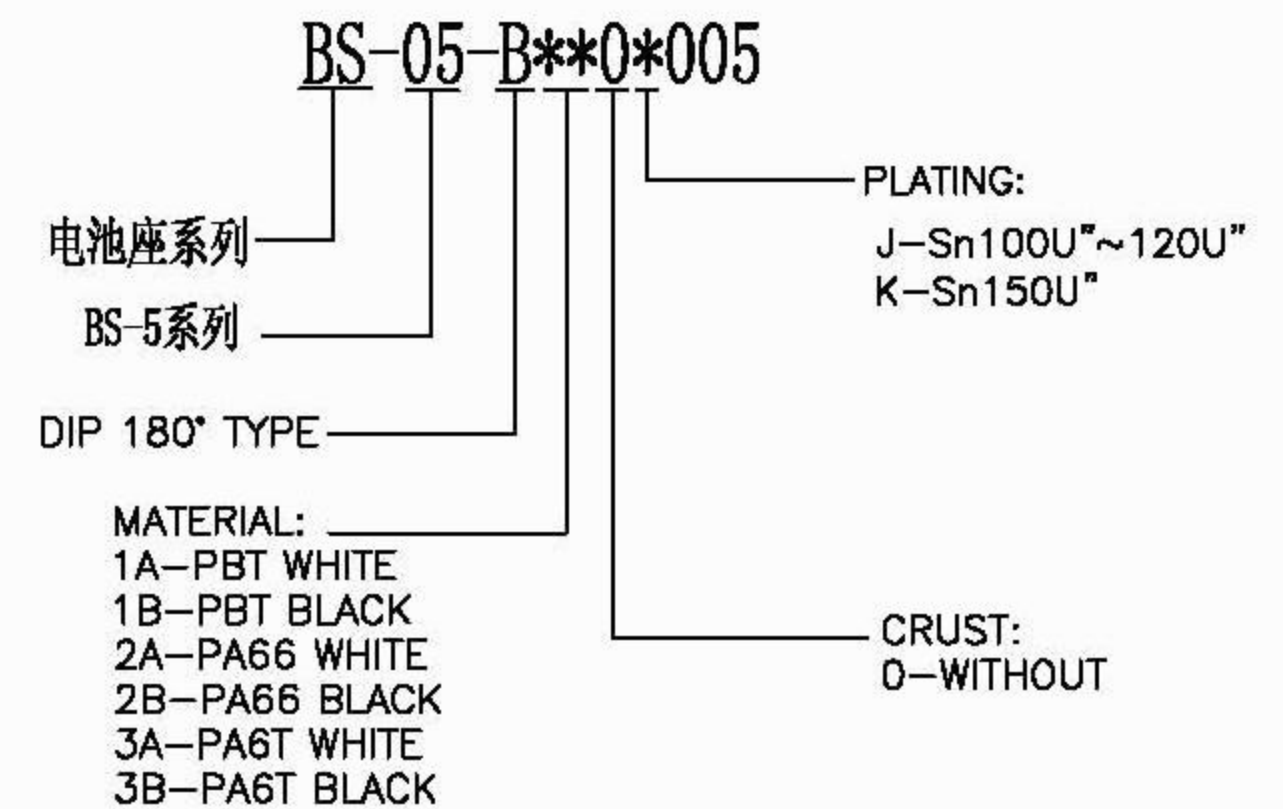 BS-05-B**0*005
PLATING:
J-Sn100U"~120U"
K-Sn150U"
电池座系列
BS-5系列
DIP 180° TYPE
MATERIAL:
1A-PBT WHITE
1B-PBT BLACK
2A-PA66 WHITE
2B-PA66 BLACK
3A-PA6T WHITE
3B-PA6T BLACK
CRUST:
0-WITHOUT